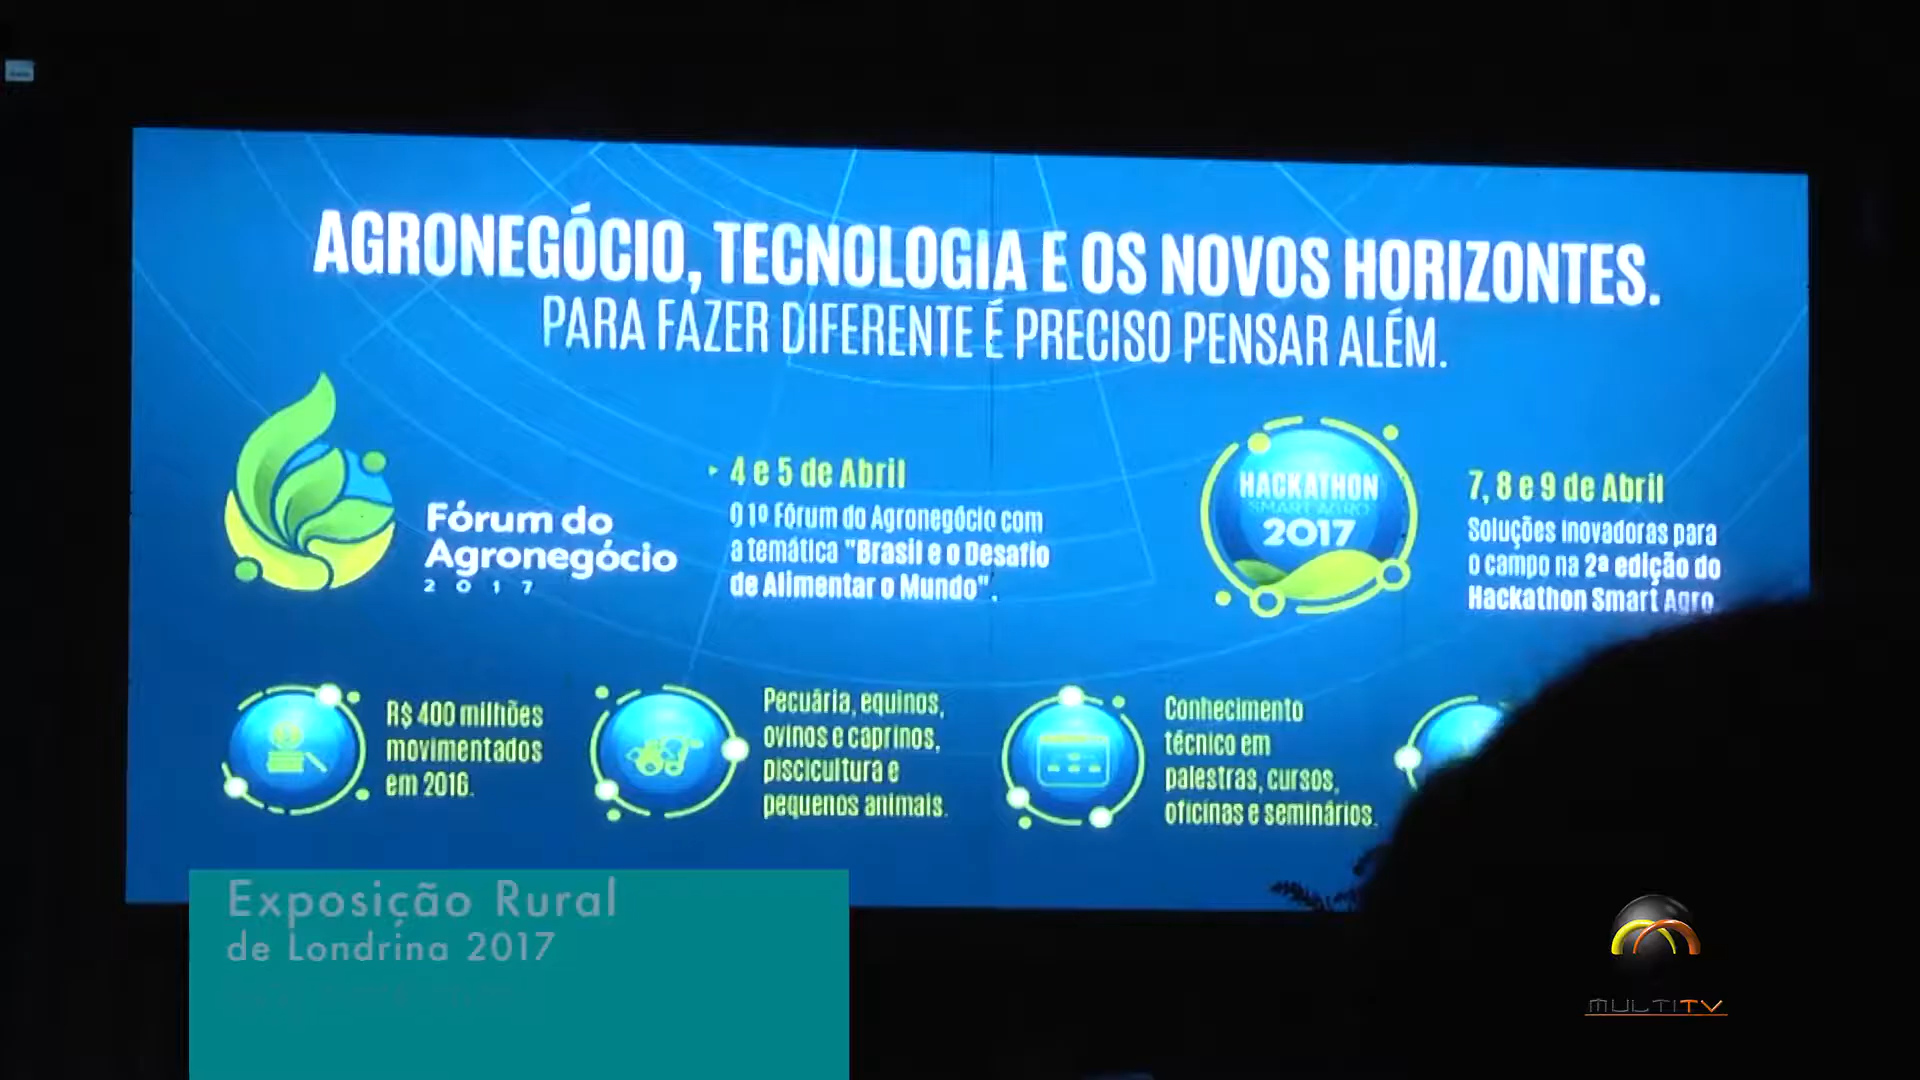 AGRONEGÓCIO, TECNOLOGIA E OS NOVOS HORIZONTES.
PARA FAZER DIFERENTE É PRECISO PENSAR ALÉM.
Fórum do
Agronegócio
2017
4 e 5 de Abril
O 1º Fórum do Agronegócio com
a temática "Brasil e o Desafio
de Alimentar o Mundo".
HACKATHON
SMART AGRO
2017
7, 8 e 9 de Abril
Soluções inovadoras para
o campo na 2ª edição do
Hackathon Smart Agro
R$ 400 milhões
movimentados
em 2016.
Pecuária, equinos,
ovinos e caprinos,
piscicultura e
pequenos animais.
Conhecimento
técnico em
palestras, cursos,
oficinas e seminários.
Exposição Rural
de Londrina 2017
MULTITV